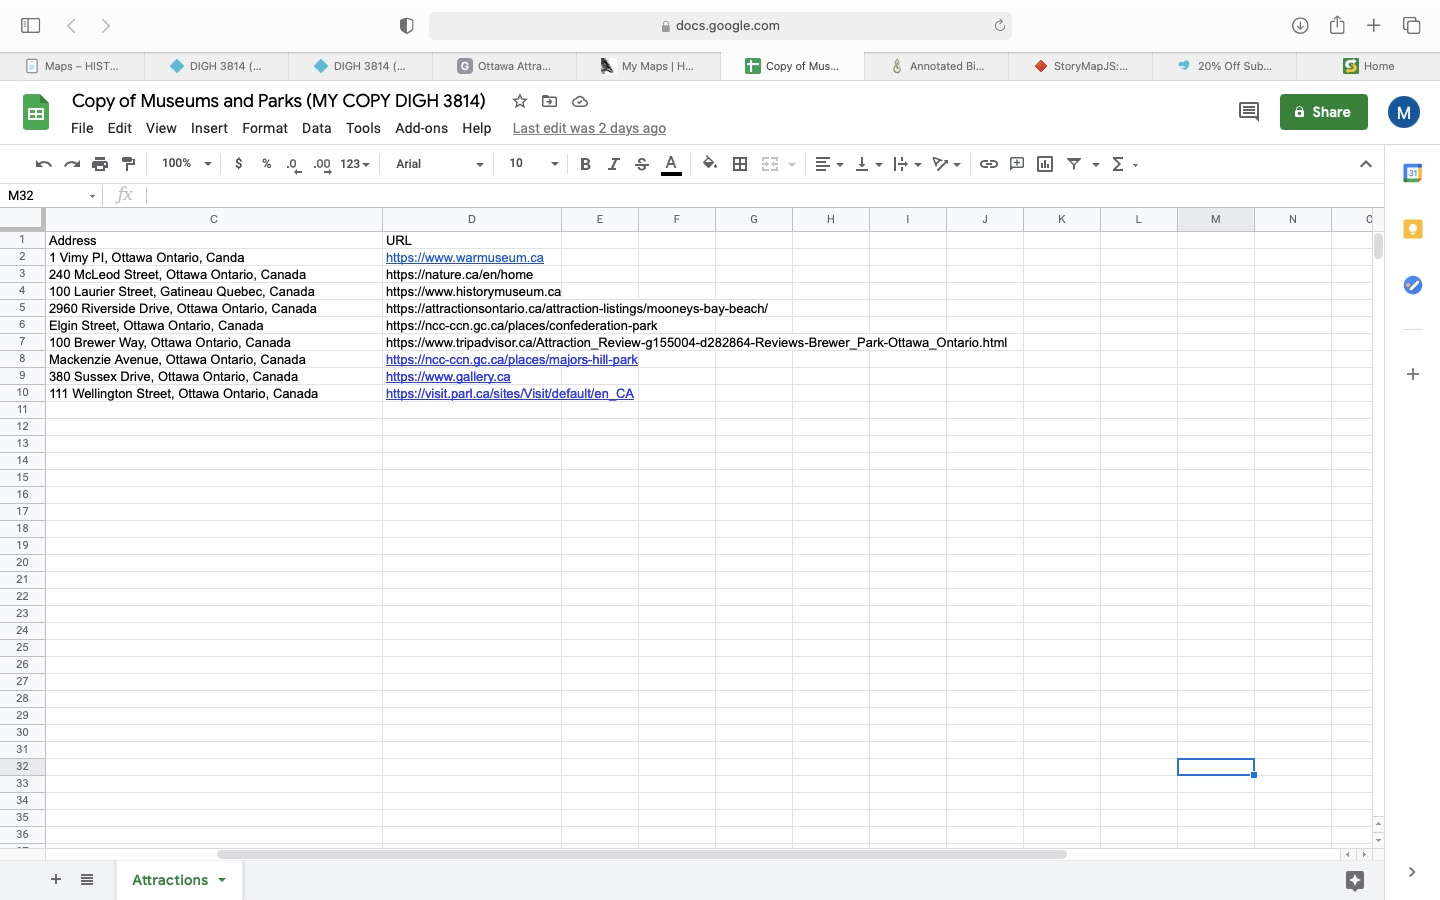 docs.google.com
Maps – HIST...
DIGH 3814 (...
DIGH 3814 (...
G Ottawa Attra...
My Maps | H...
Copy of Mus...
Annotated Bi...
StoryMapJS:...
20% Off Sub...
Home
Copy of Museums and Parks (MY COPY DIGH 3814)
File Edit View Insert Format Data Tools Add-ons Help Last edit was 2 days ago
Share
M
100% $ % .0 .00 123 Arial 10 B I S A Σ
31
M32 fx
C D E F G H I J K L M N O
1 Address URL
2 1 Vimy Pl, Ottawa Ontario, Canda https://www.warmuseum.ca
3 240 McLeod Street, Ottawa Ontario, Canada https://nature.ca/en/home
4 100 Laurier Street, Gatineau Quebec, Canada https://www.historymuseum.ca
5 2960 Riverside Drive, Ottawa Ontario, Canada https://attractionsontario.ca/attraction-listings/mooneys-bay-beach/
6 Elgin Street, Ottawa Ontario, Canada https://ncc-ccn.gc.ca/places/confederation-park
7 100 Brewer Way, Ottawa Ontario, Canada https://www.tripadvisor.ca/Attraction_Review-g155004-d282864-Reviews-Brewer_Park-Ottawa_Ontario.html
8 Mackenzie Avenue, Ottawa Ontario, Canada https://ncc-ccn.gc.ca/places/majors-hill-park
9 380 Sussex Drive, Ottawa Ontario, Canada https://www.gallery.ca
10 111 Wellington Street, Ottawa Ontario, Canada https://visit.parl.ca/sites/Visit/default/en_CA
11
12
13
14
15
16
17
18
19
20
21
22
23
24
25
26
27
28
29
30
31
32
33
34
35
36
Attractions